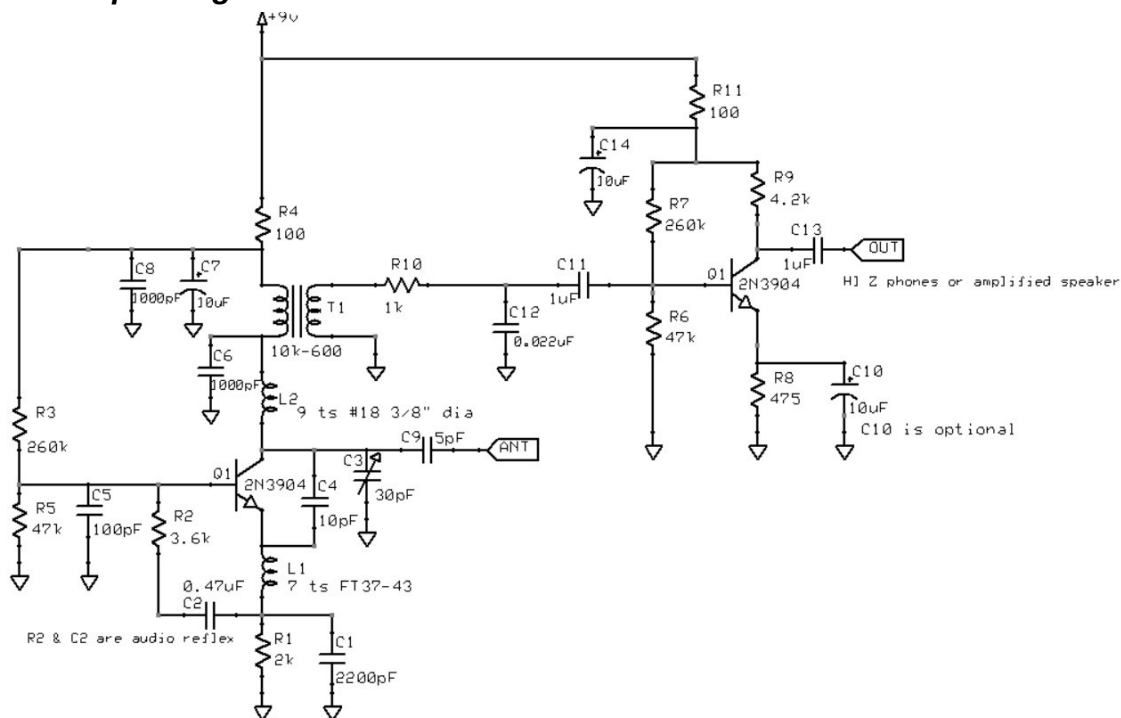 +9v
R11
100
C14
10uF
R9
4.2k
R7
260k
R4
100
C13
1uF
OUT
C8
1000pF
C7
10uF
R10
1k
C11
1uF
Q1
2N3904
HI Z phones or amplified speaker
T1
10k-600
C12
0.022uF
R6
47k
C6
1000pF
R8
475
C10
10uF
C10 is optional
L2
9 ts #18 3/8" dia
R3
260k
C9
5pF
ANT
Q1
2N3904
C3
30pF
C4
10pF
R5
47k
C5
100pF
R2
3.6k
L1
7 ts FT37-43
0.47uF
C2
R2 & C2 are audio reflex
R1
2k
C1
2200pF